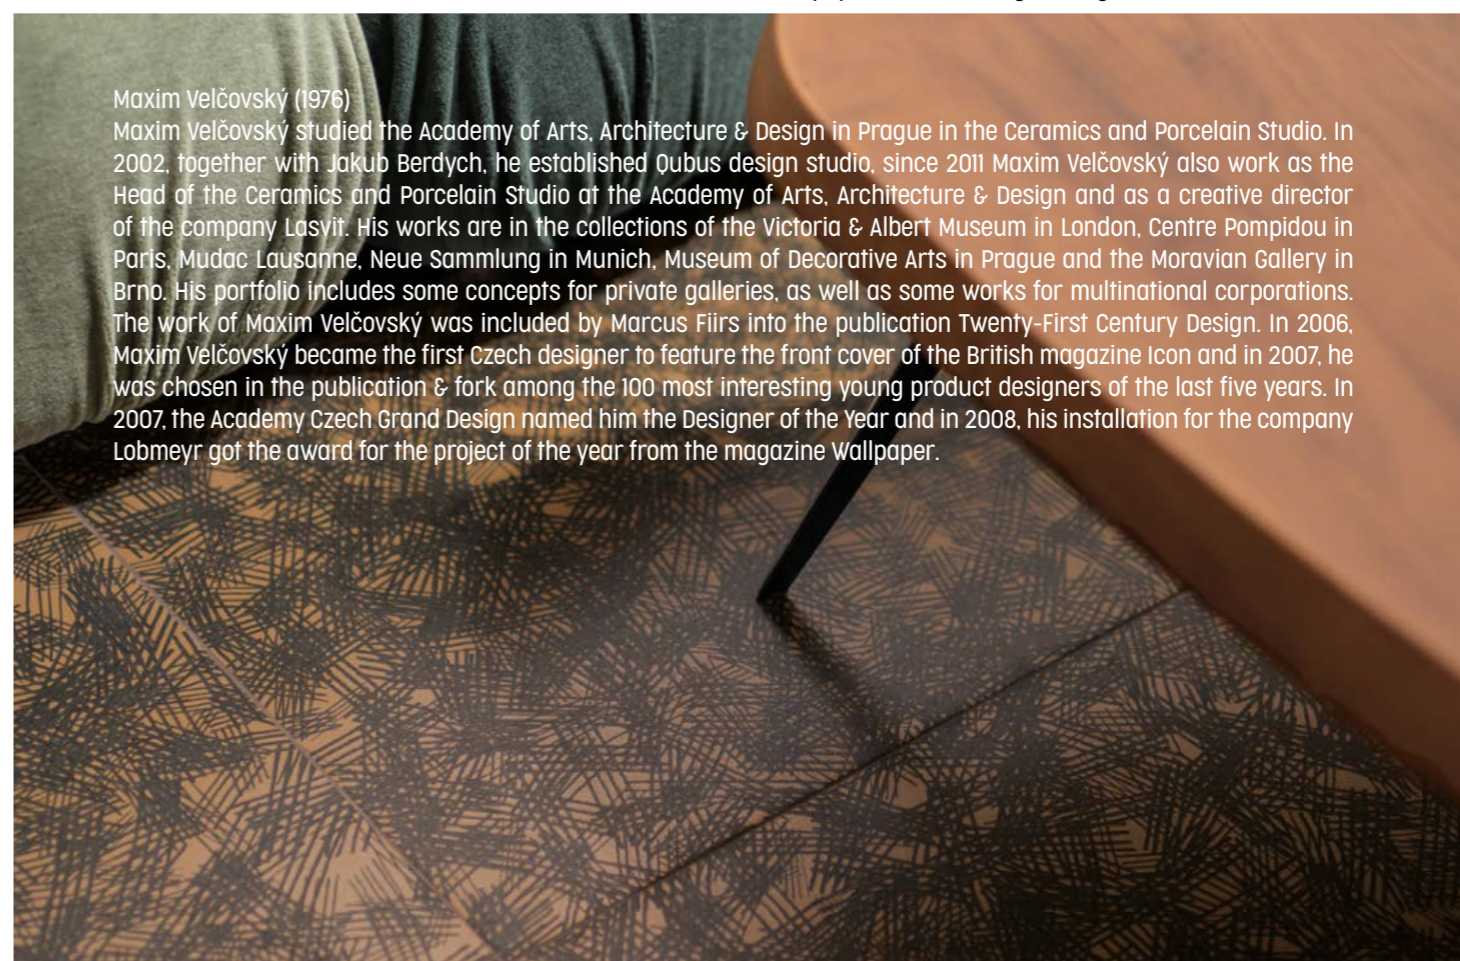 Maxim Velčovský (1976)
Maxim Velčovský studied the Academy of Arts, Architecture & Design in Prague in the Ceramics and Porcelain Studio. In
2002, together with Jakub Berdych, he established Qubus design studio, since 2011 Maxim Velčovský also work as the
Head of the Ceramics and Porcelain Studio at the Academy of Arts, Architecture & Design and as a creative director
of the company Lasvit. His works are in the collections of the Victoria & Albert Museum in London, Centre Pompidou in
Paris, Mudac Lausanne, Neue Sammlung in Munich, Museum of Decorative Arts in Prague and the Moravian Gallery in
Brno. His portfolio includes some concepts for private galleries, as well as some works for multinational corporations.
The work of Maxim Velčovský was included by Marcus Fiirs into the publication Twenty-First Century Design. In 2006,
Maxim Velčovský became the first Czech designer to feature the front cover of the British magazine Icon and in 2007, he
was chosen in the publication & fork among the 100 most interesting young product designers of the last five years. In
2007, the Academy Czech Grand Design named him the Designer of the Year and in 2008, his installation for the company
Lobmeyr got the award for the project of the year from the magazine Wallpaper.